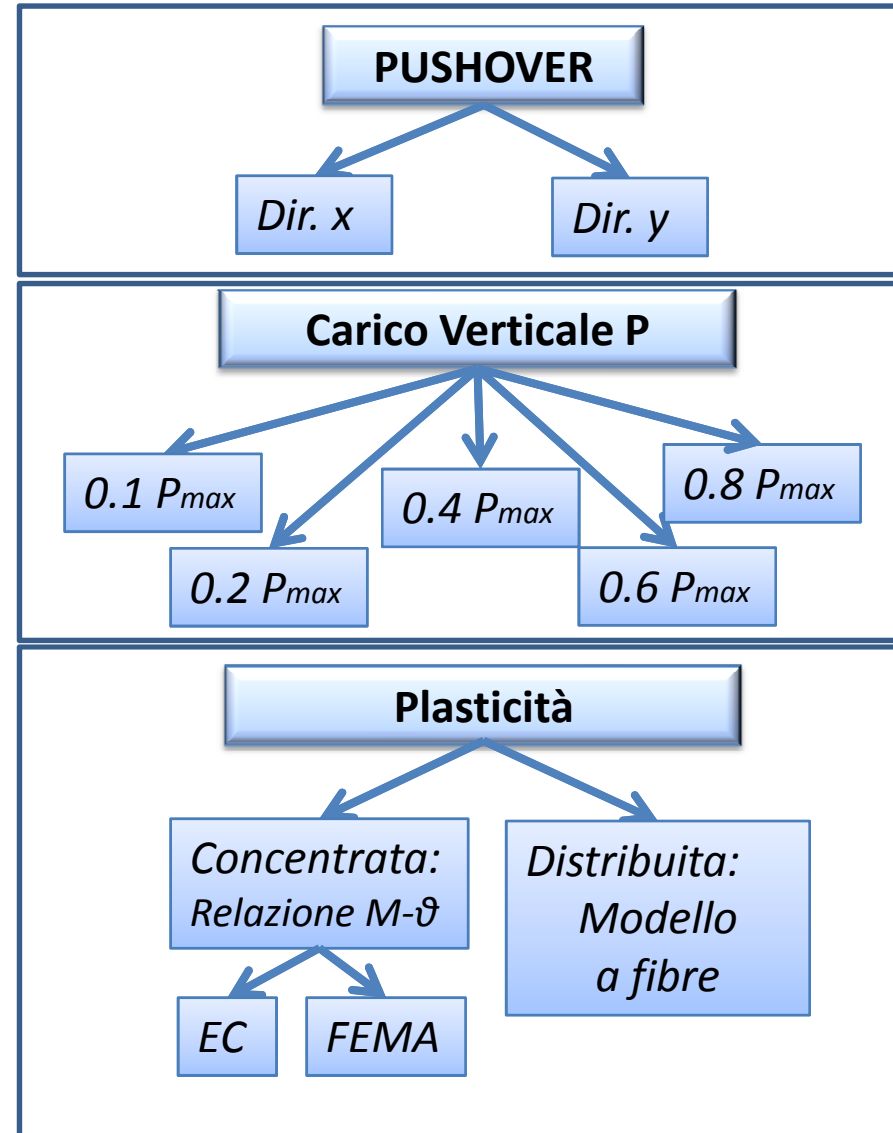 PUSHOVER
Dir. x
Dir. y
Carico Verticale P
0.1 Pmax
0.2 Pmax
0.4 Pmax
0.6 Pmax
0.8 Pmax
Plasticità
Concentrata:
Relazione M-ϑ
Distribuita:
Modello
a fibre
EC
FEMA